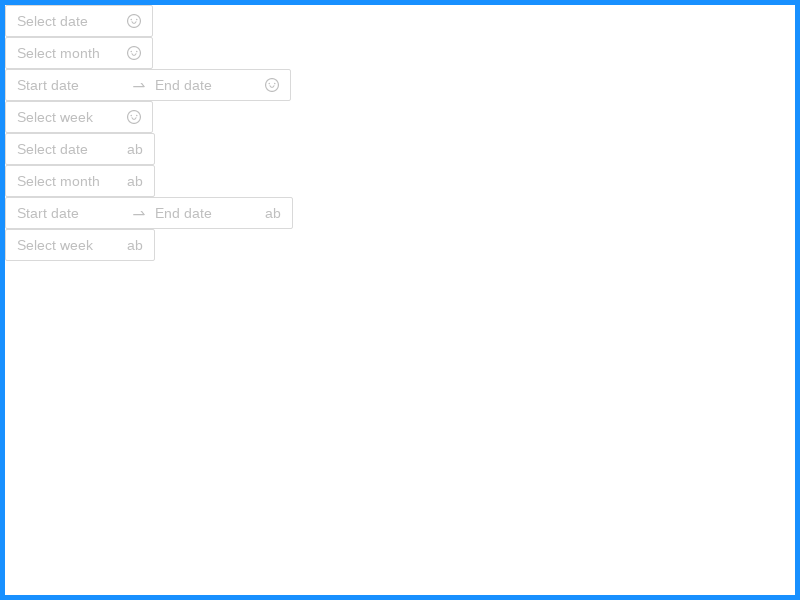 Select date
Select month
Start date End date
Select week
Select date ab
Select month ab
Start date End date ab
Select week ab